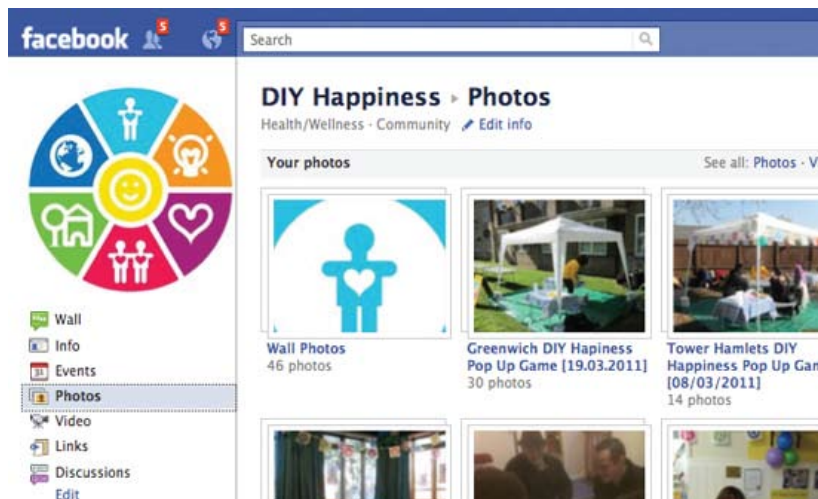 facebook
5
5
Search
DIY Happiness ▸ Photos
Health/Wellness · Community Edit info
Your photos
See all: Photos · V
Wall
Info
31 Events
Photos
Video
Links
Discussions
Edit
Wall Photos
46 photos
Greenwich DIY Hapiness
Pop Up Game [19.03.2011]
30 photos
Tower Hamlets DIY
Happiness Pop Up Gam
[08/03/2011]
14 photos